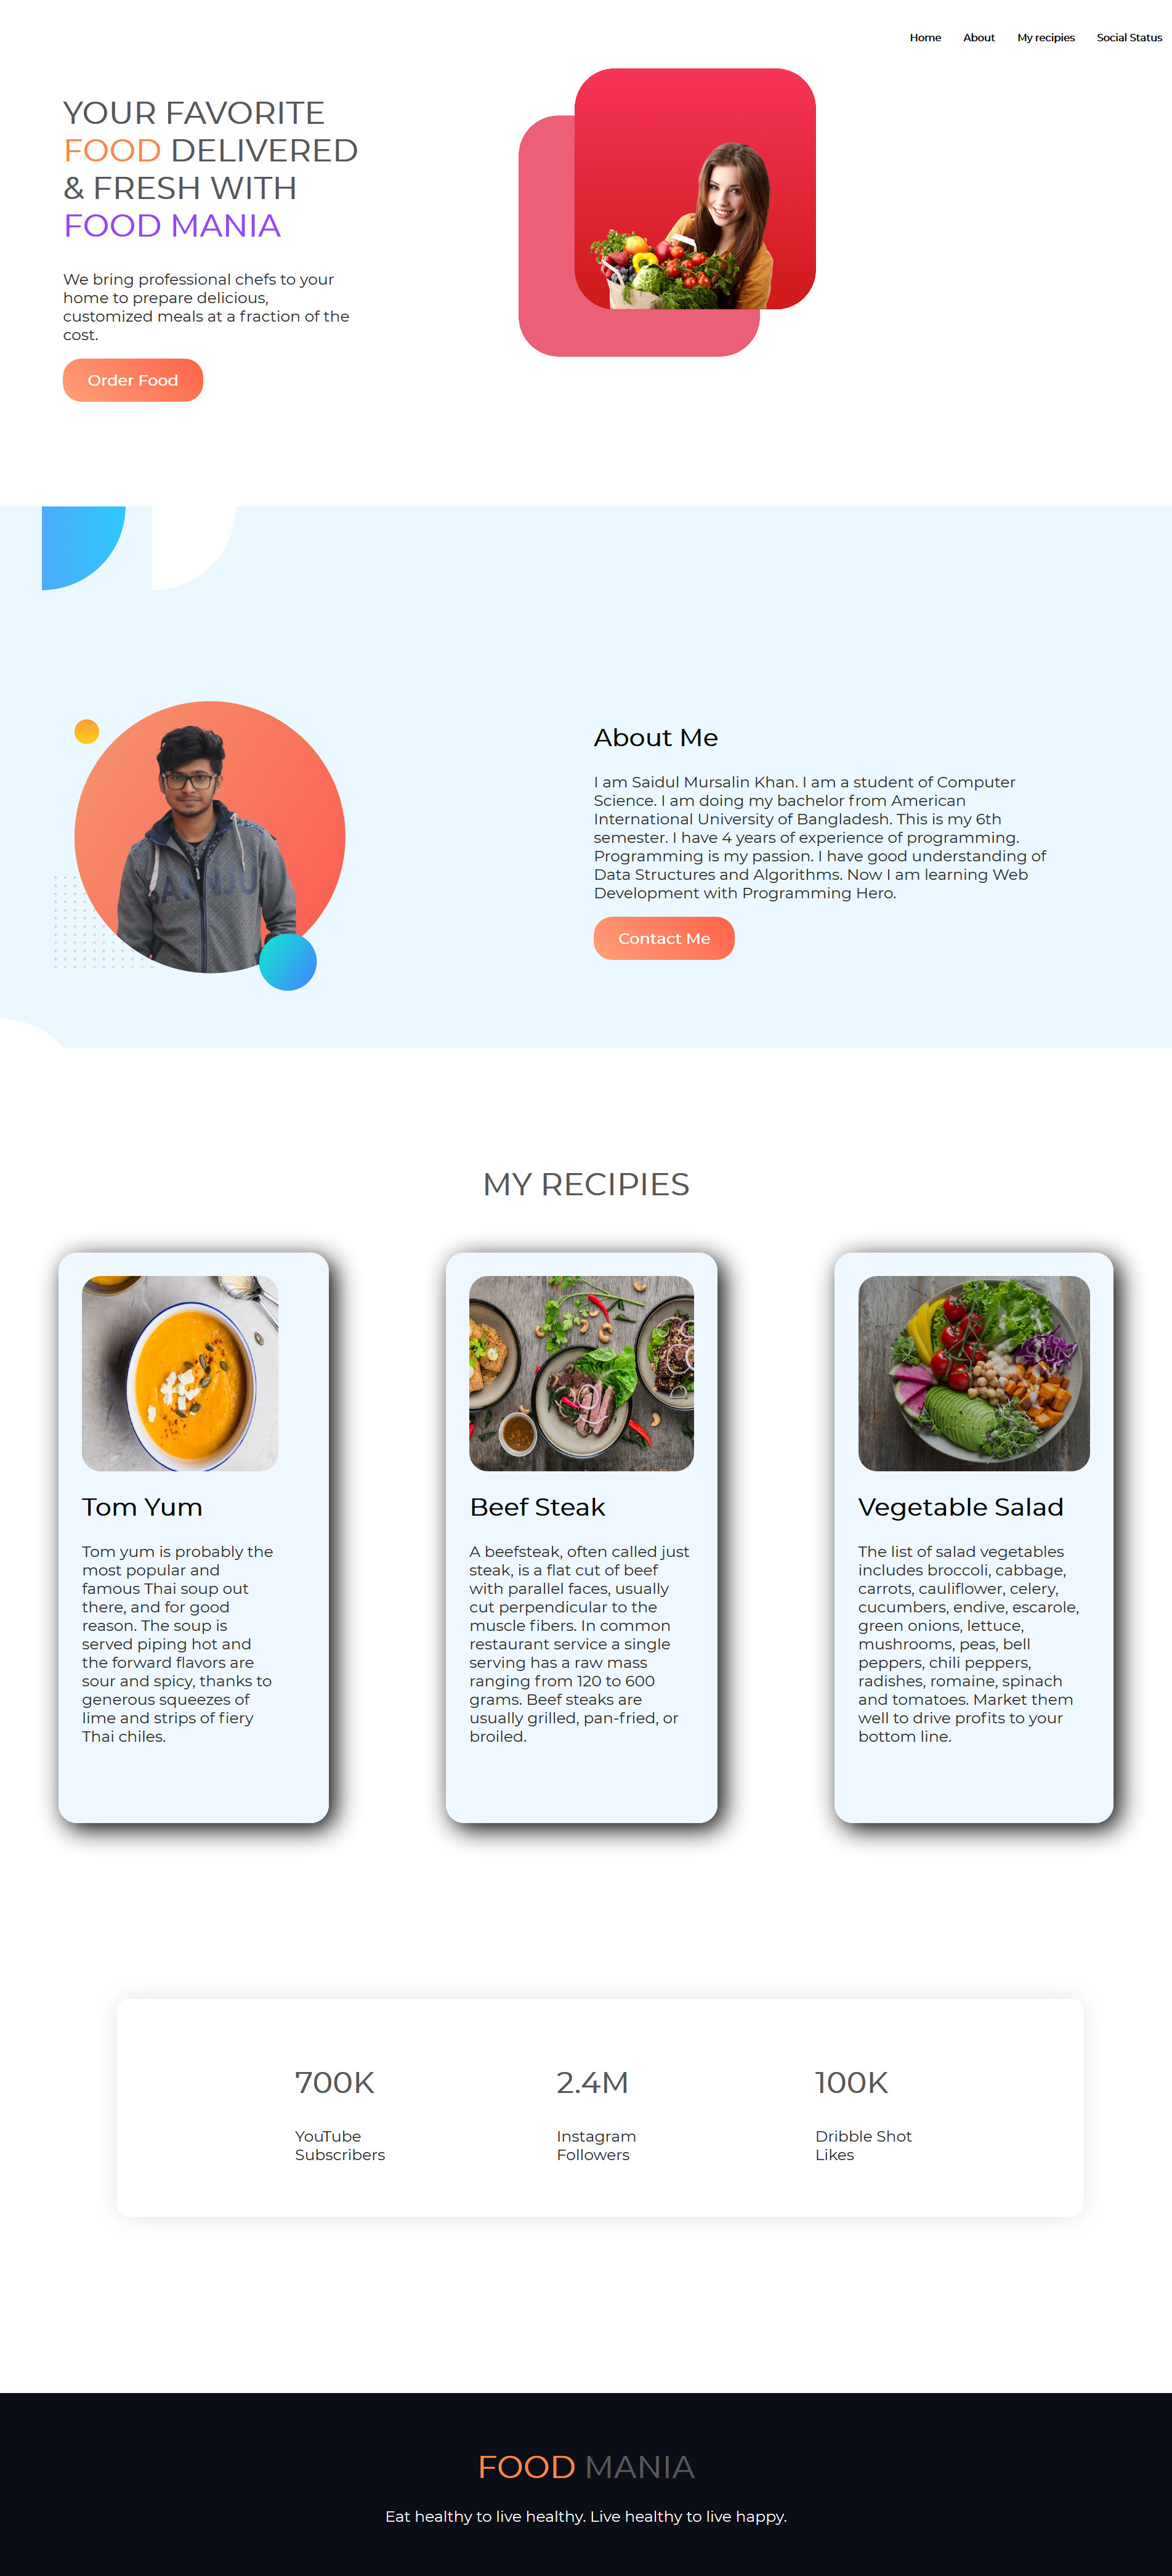 Home About My recipies Social Status
YOUR FAVORITE
FOOD DELIVERED
& FRESH WITH
FOOD MANIA
We bring professional chefs to your
home to prepare delicious,
customized meals at a fraction of the
cost.
Order Food
About Me
I am Saidul Mursalin Khan. I am a student of Computer
Science. I am doing my bachelor from American
International University of Bangladesh. This is my 6th
semester. I have 4 years of experience of programming.
Programming is my passion. I have good understanding of
Data Structures and Algorithms. Now I am learning Web
Development with Programming Hero.
Contact Me
MY RECIPIES
Tom Yum
Tom yum is probably the
most popular and
famous Thai soup out
there, and for good
reason. The soup is
served piping hot and
the forward flavors are
sour and spicy, thanks to
generous squeezes of
lime and strips of fiery
Thai chiles.
Beef Steak
A beefsteak, often called just
steak, is a flat cut of beef
with parallel faces, usually
cut perpendicular to the
muscle fibers. In common
restaurant service a single
serving has a raw mass
ranging from 120 to 600
grams. Beef steaks are
usually grilled, pan-fried, or
broiled.
Vegetable Salad
The list of salad vegetables
includes broccoli, cabbage,
carrots, cauliflower, celery,
cucumbers, endive, escarole,
green onions, lettuce,
mushrooms, peas, bell
peppers, chili peppers,
radishes, romaine, spinach
and tomatoes. Market them
well to drive profits to your
bottom line.
700K
YouTube
Subscribers
2.4M
Instagram
Followers
100K
Dribble Shot
Likes
FOOD MANIA
Eat healthy to live healthy. Live healthy to live happy.